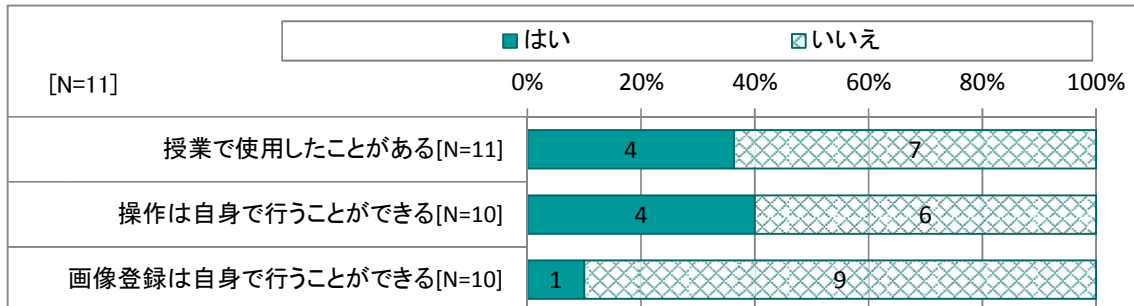 はい いいえ
[N=11] 0% 20% 40% 60% 80% 100%
授業で使用したことがある[N=11] 4 7
操作は自身で行うことができる[N=10] 4 6
画像登録は自身で行うことができる[N=10] 1 9